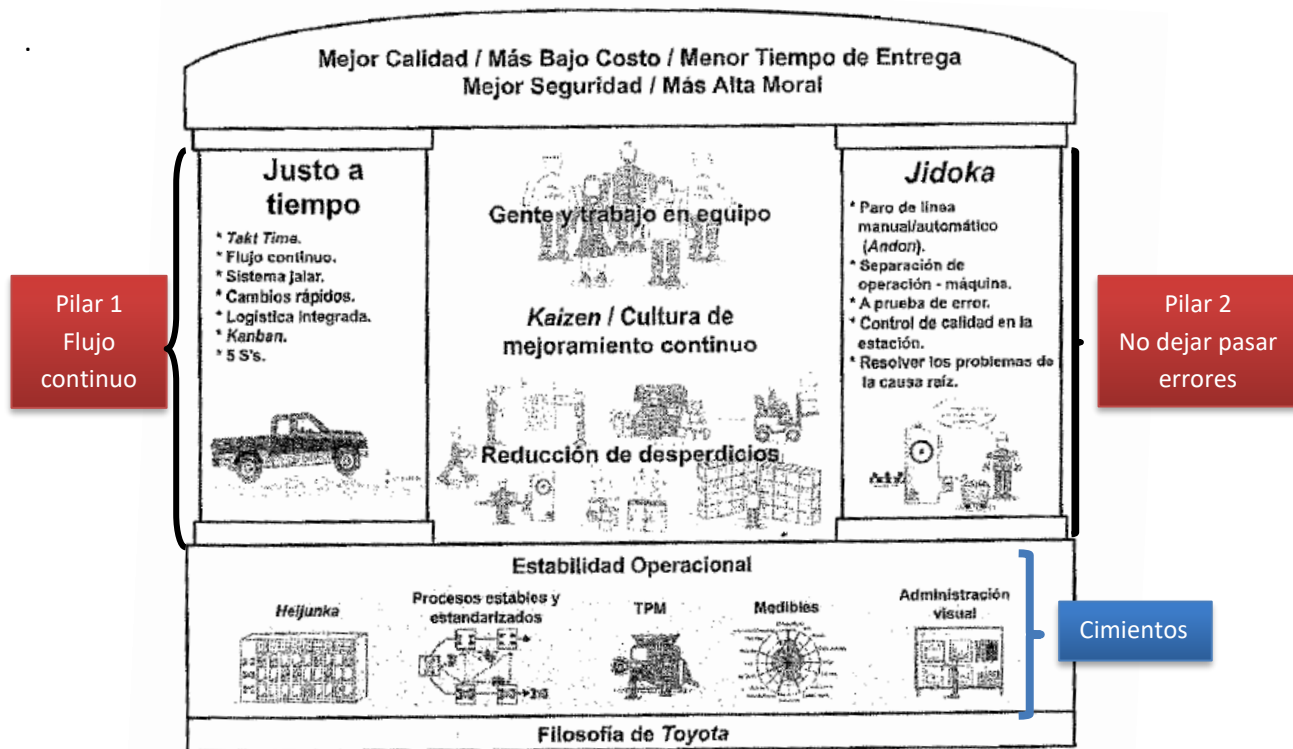 .
Mejor Calidad / Más Bajo Costo / Menor Tiempo de Entrega
Mejor Seguridad / Más Alta Moral
Justo a
tiempo
* Takt Time.
* Flujo continuo.
* Sistema jalar.
* Cambios rápidos.
* Logística integrada.
* Kanban.
* 5 S's.
Gente y trabajo en equipo
Kaizen / Cultura de
mejoramiento continuo
Reducción de desperdicios
Jidoka
* Paro de línea
manual/automático
(Andon).
* Separación de
operación - máquina.
* A prueba de error.
* Control de calidad en la
estación.
* Resolver los problemas de
la causa raíz.
Pilar 1
Flujo
continuo
Pilar 2
No dejar pasar
errores
Estabilidad Operacional
Heijunka
Procesos estables y
estandarizados
TPM
Medibles
Administración
visual
Cimientos
Filosofía de Toyota